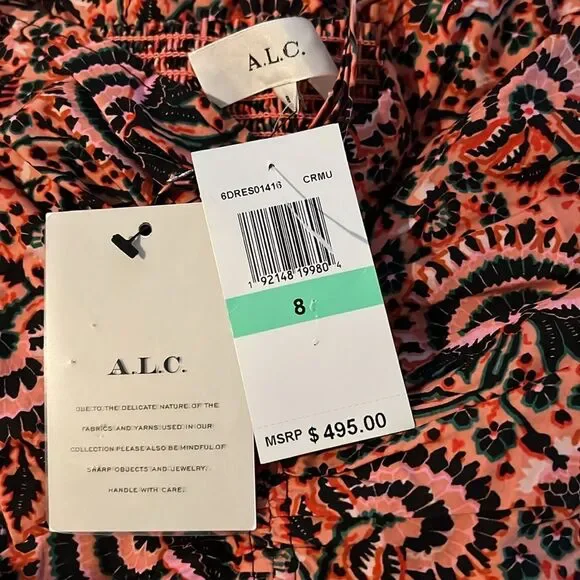 A.L.C.
6DRES01416 CRMU
1 92148 19980 4
8
MSRP $495.00
A.L.C.
DUE TO THE DELICATE NATURE OF THE
FABRICS AND YARNS USED IN OUR
COLLECTION PLEASE ALSO BE MINDFUL OF
SHARP OBJECTS AND JEWELRY.
HANDLE WITH CARE.